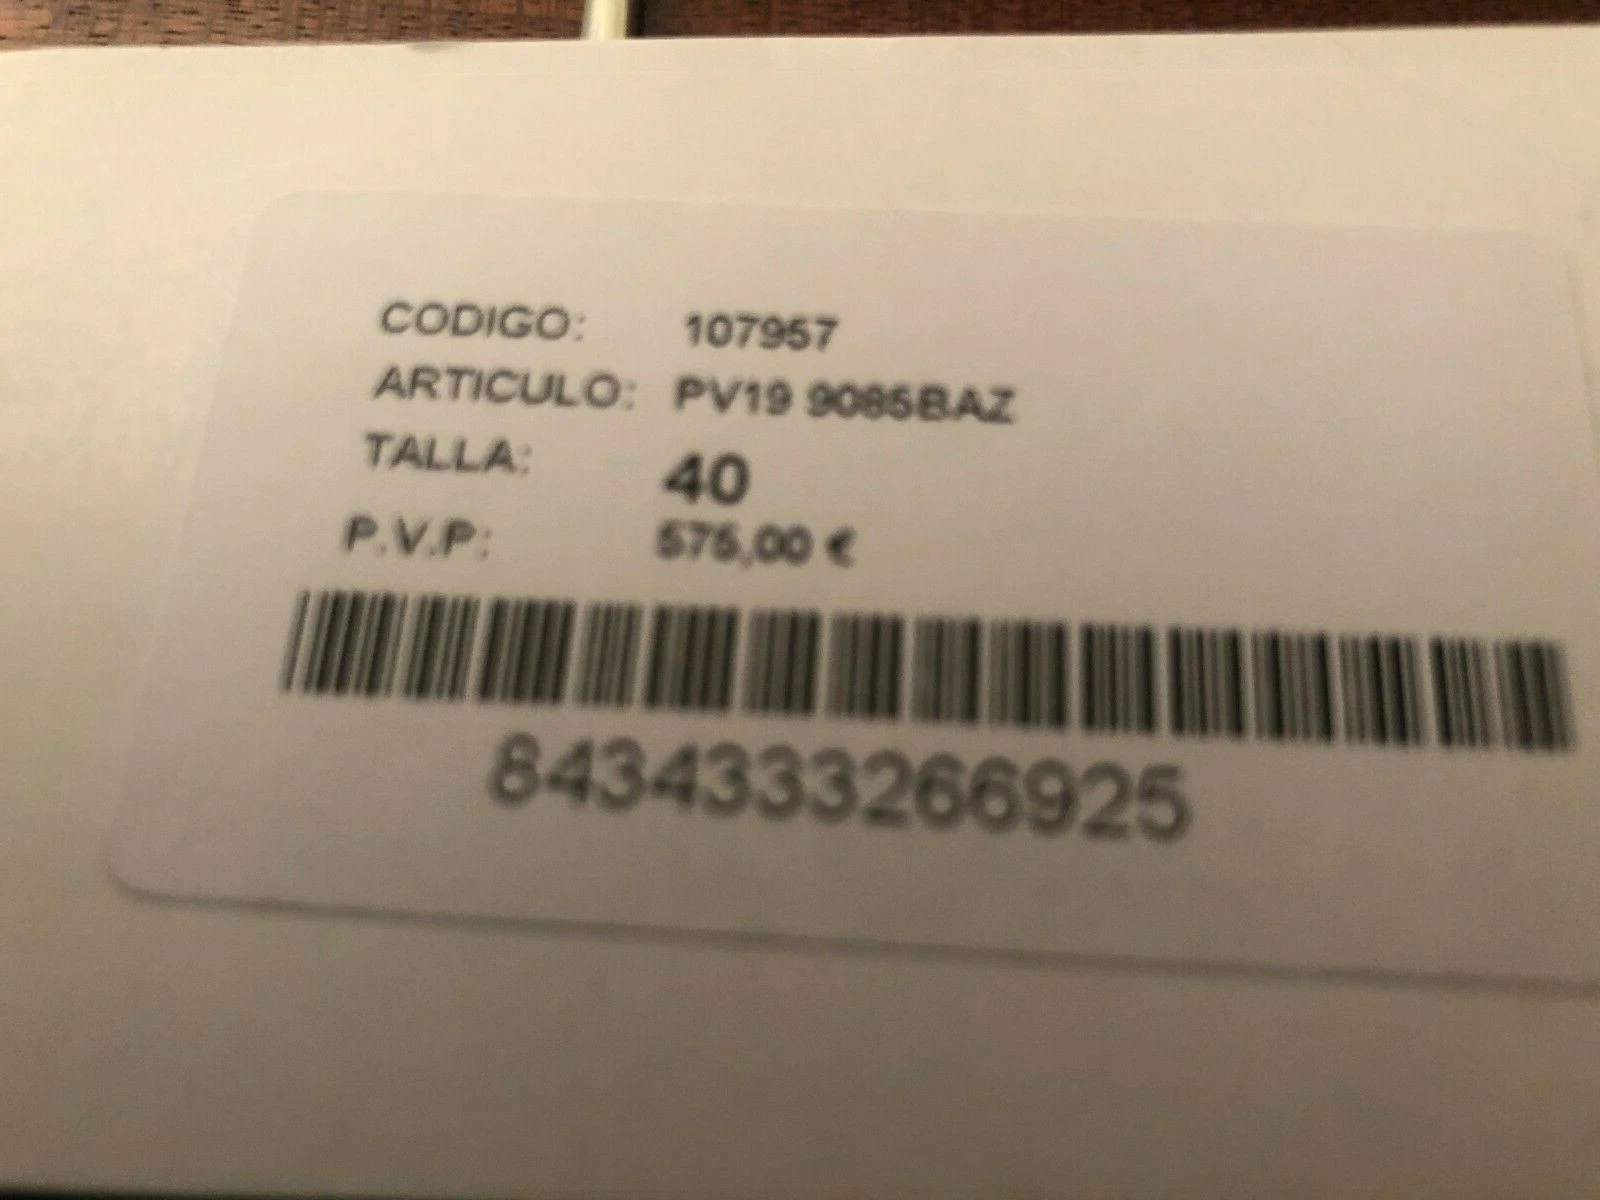 CODIGO: 107957
ARTICULO: PV19 9085BAZ
TALLA: 40
P.V.P: 575,00 €
8434333266925